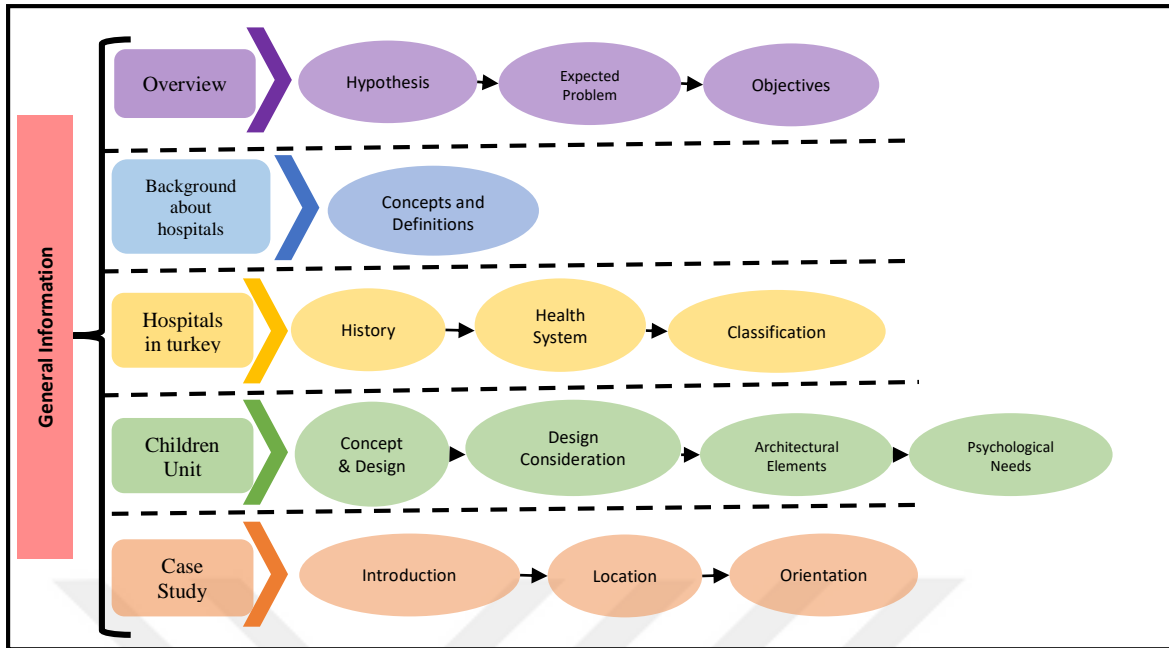 General Information
Overview
Hypothesis
Expected
Problem
Objectives
Background
about
hospitals
Concepts and
Definitions
Hospitals
in turkey
History
Health
System
Classification
Children
Unit
Concept
& Design
Design
Consideration
Architectural
Elements
Psychological
Needs
Case
Study
Introduction
Location
Orientation